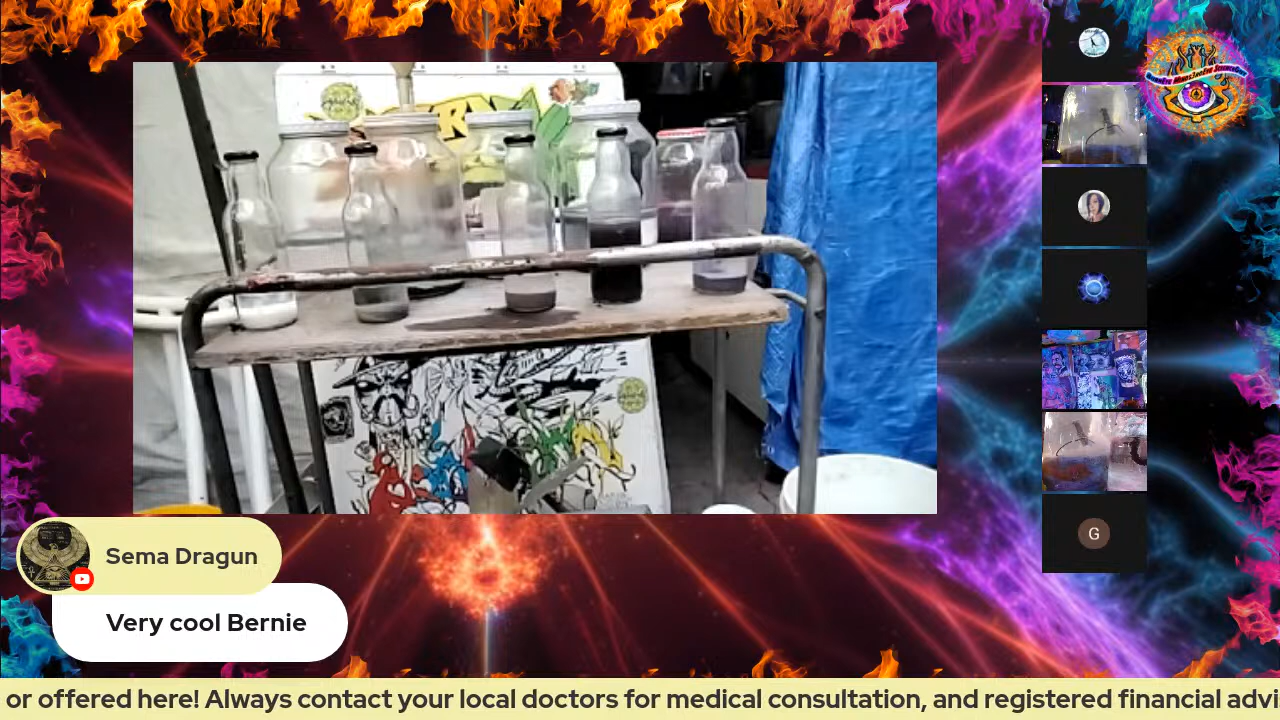 Sema Dragun
Very cool Bernie
G
or offered here! Always contact your local doctors for medical consultation, and registered financial advi